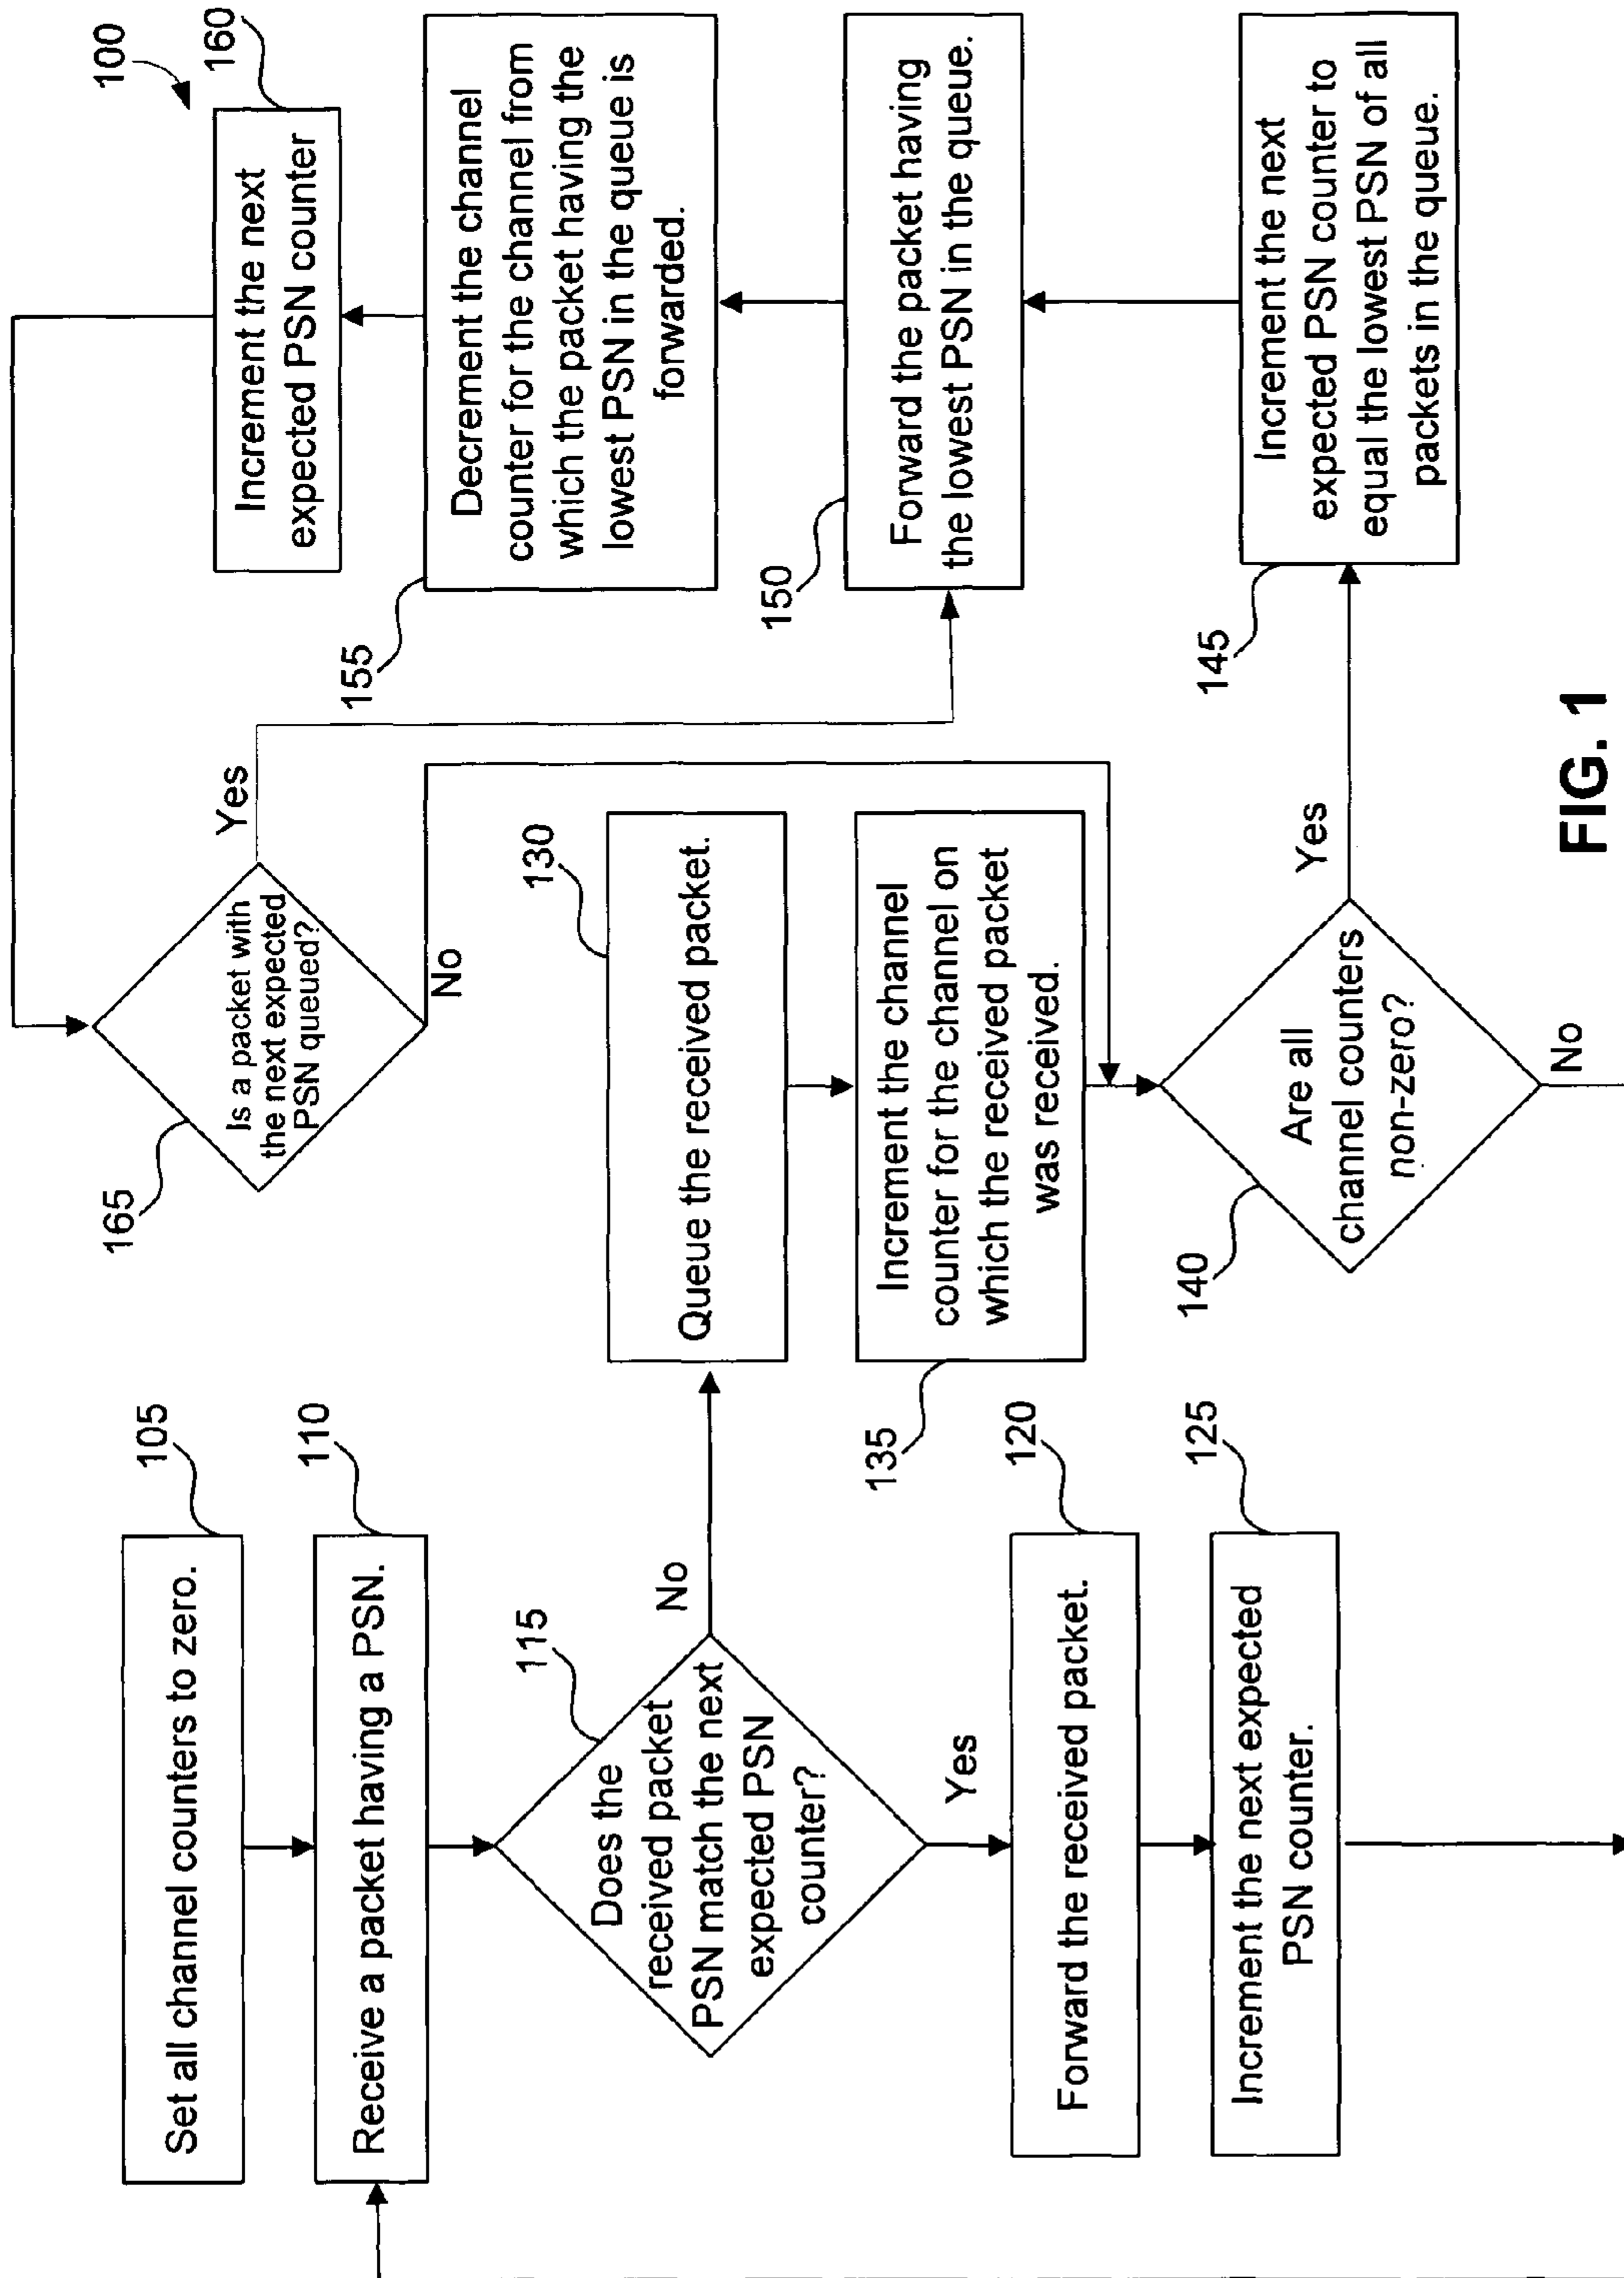 100
105
Set all channel counters to zero.
110
Receive a packet having a PSN.
115
Does the
received packet
PSN match the next
expected PSN
counter?
No
Yes
120
Forward the received packet.
125
Increment the next expected
PSN counter.
130
Queue the received packet.
135
Increment the channel
counter for the channel on
which the received packet
was received.
140
Are all
channel counters
non-zero?
Yes
No
145
Increment the next
expected PSN counter to
equal the lowest PSN of all
packets in the queue.
150
Forward the packet having
the lowest PSN in the queue.
155
Decrement the channel
counter for the channel from
which the packet having the
lowest PSN in the queue is
forwarded.
160
Increment the next
expected PSN counter
165
Is a packet with
the next expected
PSN queued?
Yes
No
FIG. 1